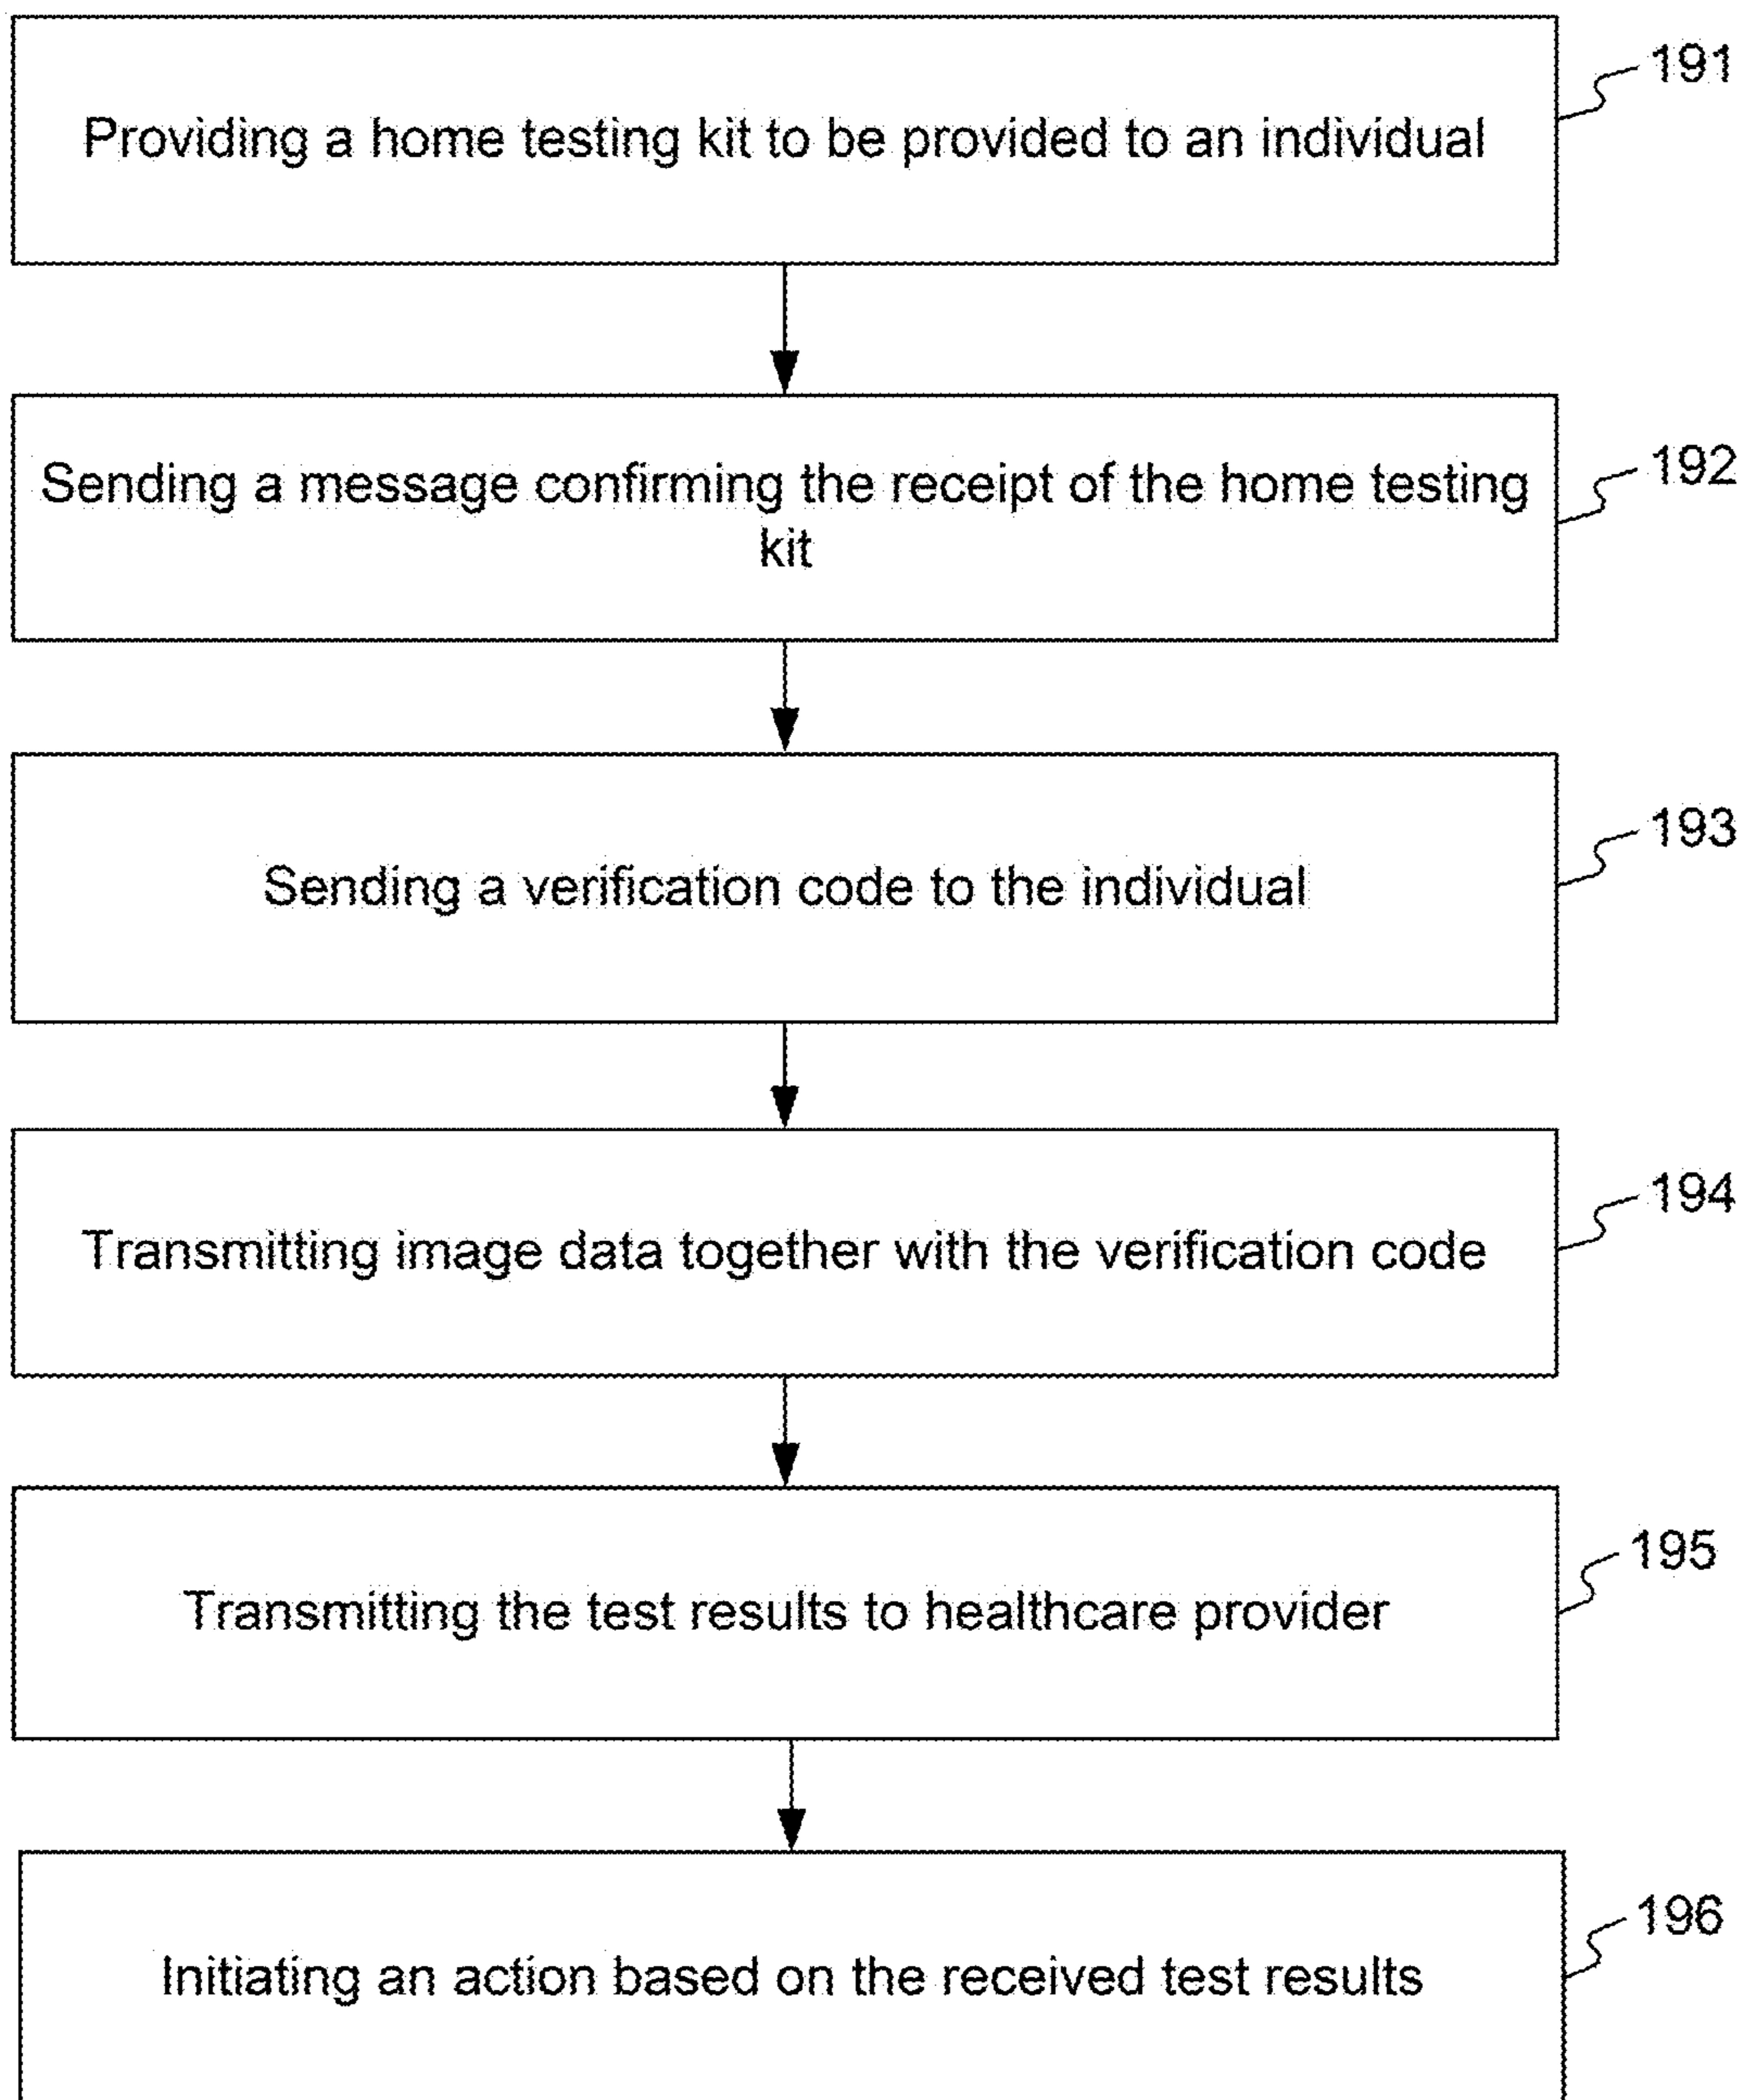 Providing a home testing kit to be provided to an individual
191
Sending a message confirming the receipt of the home testing
kit
192
Sending a verification code to the individual
193
Transmitting image data together with the verification code
194
Transmitting the test results to healthcare provider
195
Initiating an action based on the received test results
196